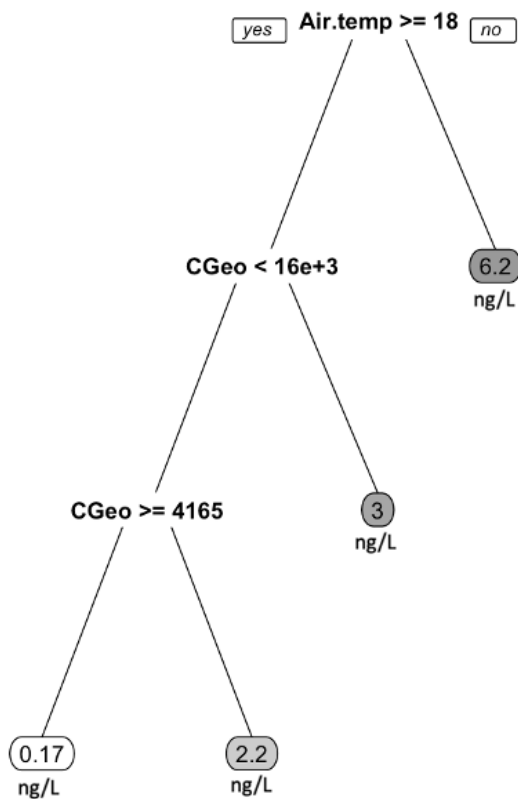 yes Air.temp >= 18 no
CGeo < 16e+3 6.2
ng/L
CGeo >= 4165 3
ng/L
0.17 2.2
ng/L ng/L